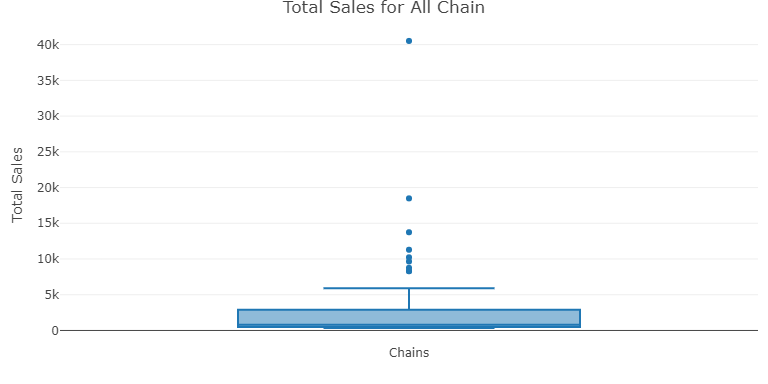 Total Sales for All Chain
40k
35k
30k
25k
20k
15k
10k
5k
0
Total Sales
Chains